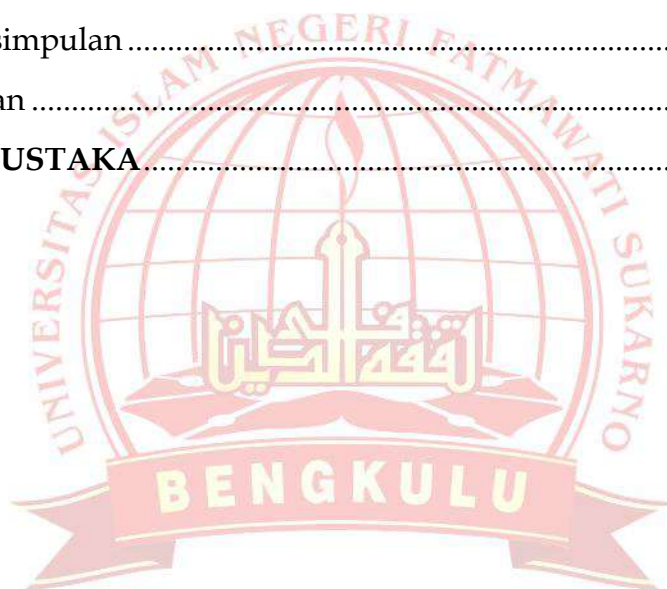 simpulan ........................................................................
an ........................................................................
USTAKA ........................................................................
UNIVERSITAS ISLAM NEGERI FATMAWATI SUKARNO
BENGKULU